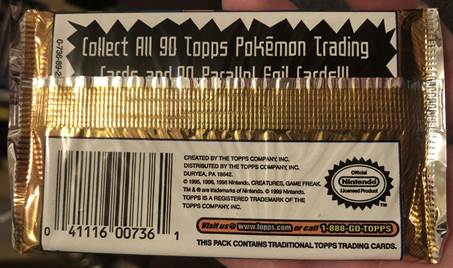 Collect All 90 Topps Pokémon Trading
Cards and 90 Parallel Foil Cards!!!
CREATED BY THE TOPPS COMPANY, INC.
DISTRIBUTED BY THE TOPPS COMPANY, INC.
DURYEA, PA 18642.
© 1995, 1996, 1998 Nintendo, CREATURES, GAME FREAK.
TM & ® are trademarks of Nintendo. © 1999 Nintendo.
TOPPS IS A REGISTERED TRADEMARK OF THE
TOPPS COMPANY, INC.
Official
Nintendo
Licensed Product
TM
Visit us @ www.topps.com or call 1-888-GO-TOPPS
THIS PACK CONTAINS TRADITIONAL TOPPS TRADING CARDS.
0 41116 00736 1